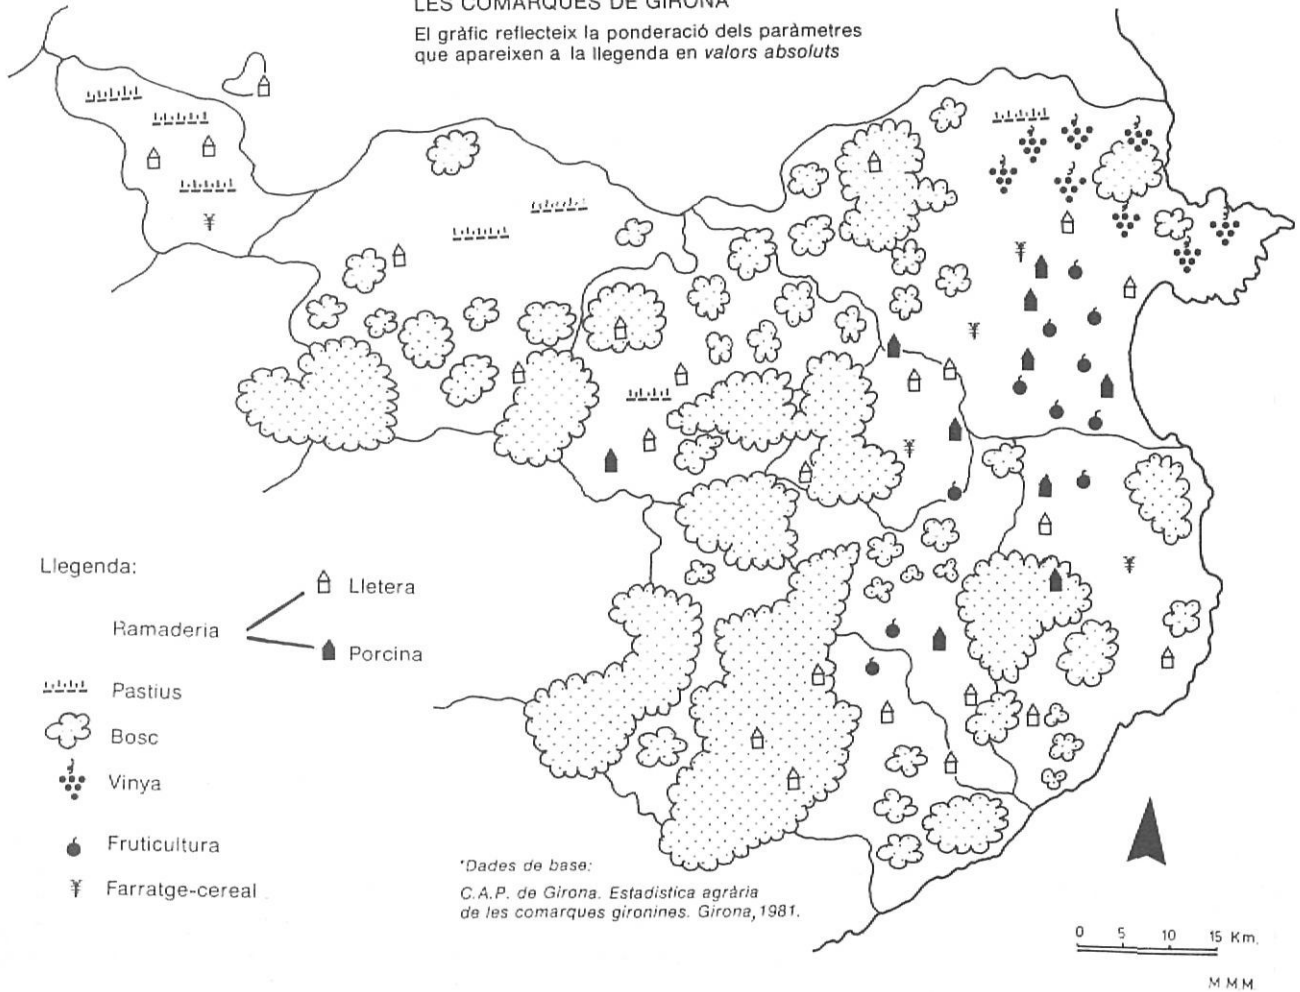 LES COMARQUES DE GIRONA
El gràfic reflecteix la ponderació dels paràmetres
que apareixen a la llegenda en valors absoluts
Llegenda:
Ramaderia
Lletera
Porcina
Pastius
Bosc
Vinya
Fruticultura
Farratge-cereal
*Dades de base:
C.A.P. de Girona. Estadistica agrària
de les comarques gironines. Girona, 1981.
0 5 10 15 Km.
M M M